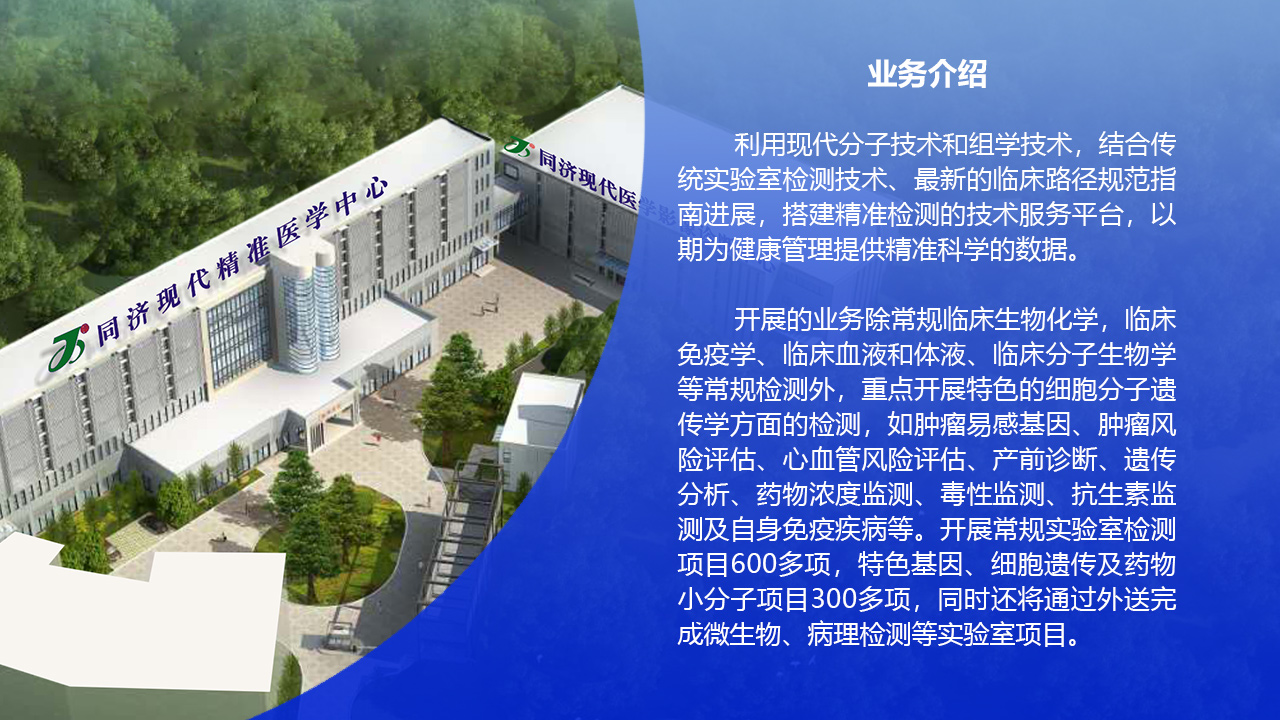 同济现代精准医学中心
同济现代医学影
业务介绍
利用现代分子技术和组学技术，结合传
统实验室检测技术、最新的临床路径规范指
南进展，搭建精准检测的技术服务平台，以
期为健康管理提供精准科学的数据。
开展的业务除常规临床生物化学，临床
免疫学、临床血液和体液、临床分子生物学
等常规检测外，重点开展特色的细胞分子遗
传学方面的检测，如肿瘤易感基因、肿瘤风
险评估、心血管风险评估、产前诊断、遗传
分析、药物浓度监测、毒性监测、抗生素监
测及自身免疫疾病等。开展常规实验室检测
项目600多项，特色基因、细胞遗传及药物
小分子项目300多项，同时还将通过外送完
成微生物、病理检测等实验室项目。